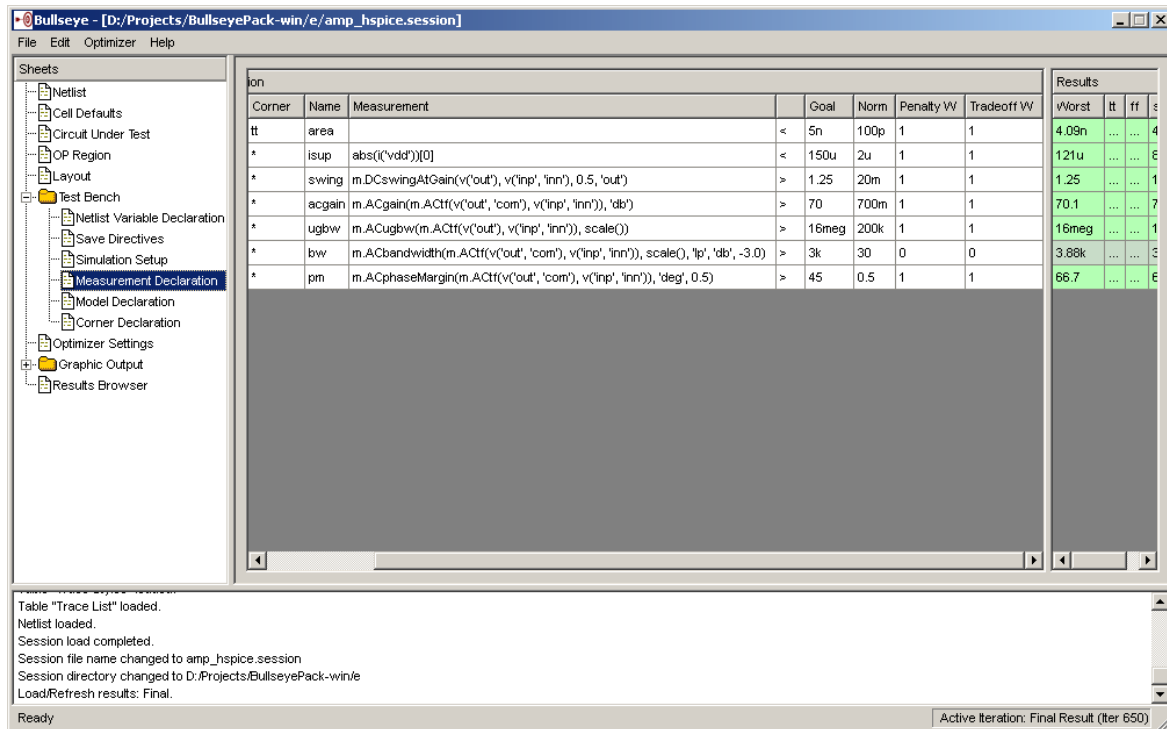 Bullseye - [D:/Projects/BullseyePack-win/e/amp_hspice.session]
File Edit Optimizer Help
Sheets
Netlist
Cell Defaults
Circuit Under Test
OP Region
Layout
Test Bench
Netlist Variable Declaration
Save Directives
Simulation Setup
Measurement Declaration
Model Declaration
Corner Declaration
Optimizer Settings
Graphic Output
Results Browser
ion
Corner Name Measurement Goal Norm Penalty W Tradeoff W
tt area < 5n 100p 1 1
* isup abs(i('vdd'))[0] < 150u 2u 1 1
* swing m.DCswingAtGain(v('out'), v('inp', 'inn'), 0.5, 'out') > 1.25 20m 1 1
* acgain m.ACgain(m.ACtf(v('out', 'com'), v('inp', 'inn')), 'db') > 70 700m 1 1
* ugbw m.ACugbw(m.ACtf(v('out'), v('inp', 'inn')), scale()) > 16meg 200k 1 1
* bw m.ACbandwidth(m.ACtf(v('out', 'com'), v('inp', 'inn')), scale(), 'lp', 'db', -3.0) > 3k 30 0 0
* pm m.ACphaseMargin(m.ACtf(v('out', 'com'), v('inp', 'inn')), 'deg', 0.5) > 45 0.5 1 1
Results
Worst tt ff s
4.09n ... ... 4
121u ... ... 8
1.25 ... ... 1
70.1 ... ... 7
16meg ... ... 1
3.88k ... ... 3
66.7 ... ... 6
Table "Trace List" loaded.
Netlist loaded.
Session load completed.
Session file name changed to amp_hspice.session
Session directory changed to D:/Projects/BullseyePack-win/e
Load/Refresh results: Final.
Ready
Active Iteration: Final Result (Iter 650)